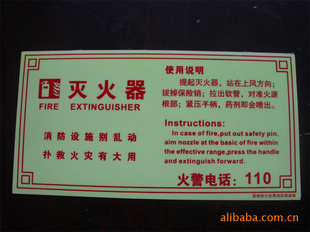 灭火器
FIRE EXTINGUISHER
消防设施别乱动
扑救火灾有大用
使用说明
提起灭火器，站在上风方向；
拔掉保险销；拉出软管，对准火源
根部；紧压手柄，药剂即会喷出。
Instructions:
In case of fire,put out safety pin,
aim nozzle at the basic of fire within
the effective range,press the handle
and extinguish forward.
火警电话：110
alibaba.com.cn